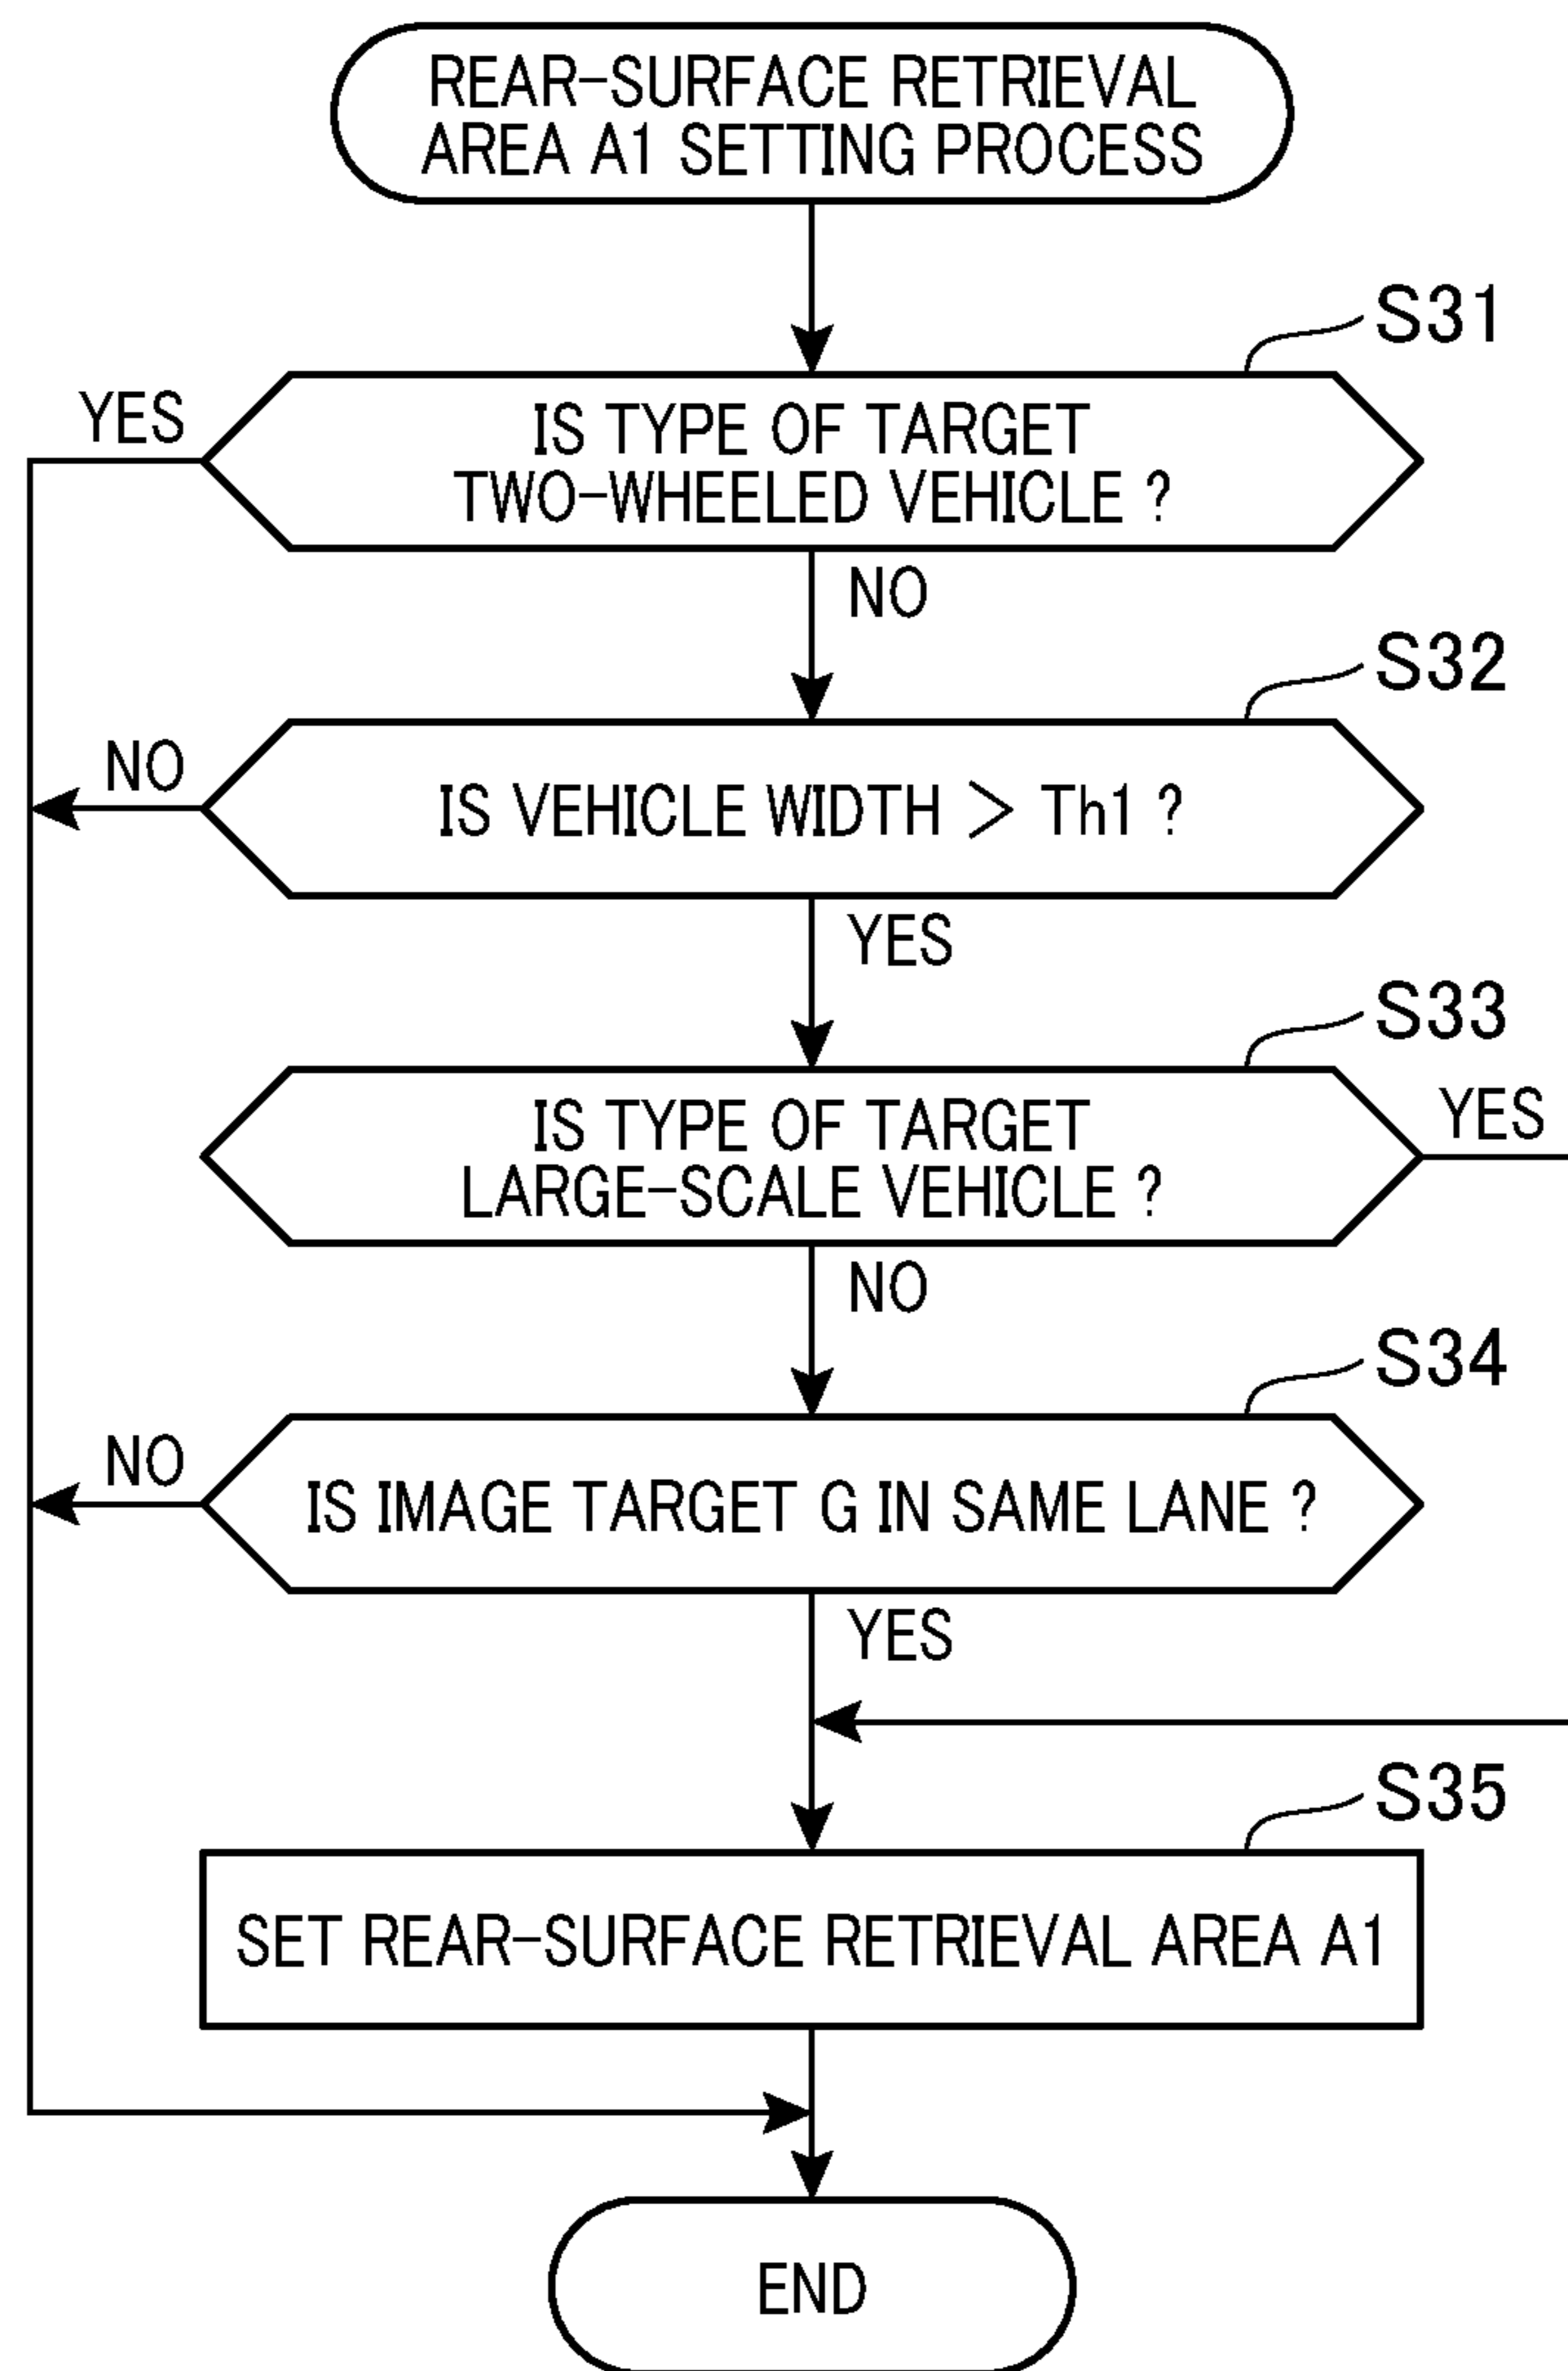 REAR-SURFACE RETRIEVAL
AREA A1 SETTING PROCESS
S31
YES
IS TYPE OF TARGET
TWO-WHEELED VEHICLE ?
NO
S32
NO
IS VEHICLE WIDTH > Th1 ?
YES
S33
YES
IS TYPE OF TARGET
LARGE-SCALE VEHICLE ?
NO
S34
NO
IS IMAGE TARGET G IN SAME LANE ?
YES
S35
SET REAR-SURFACE RETRIEVAL AREA A1
END